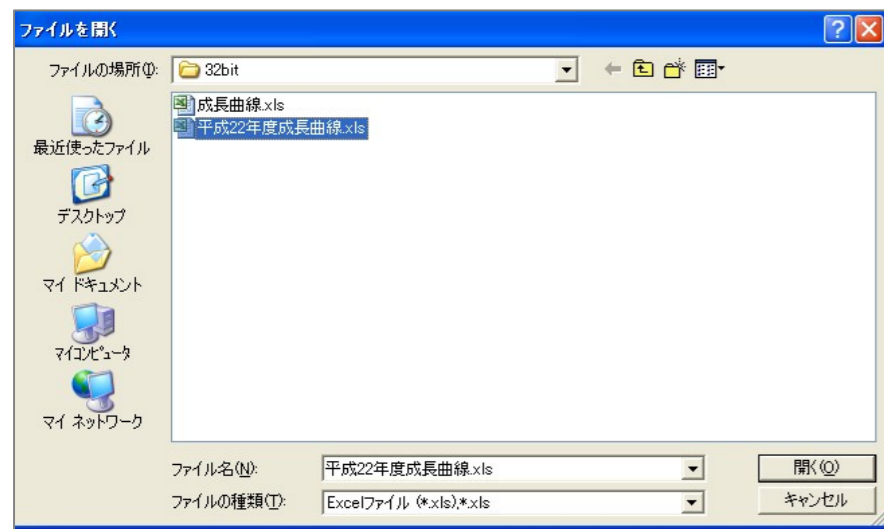 ファイルを開く
ファイルの場所(I):
32bit
成長曲線.xls
平成22年度成長曲線.xls
最近使ったファイル
デスクトップ
マイ ドキュメント
マイコンピュータ
マイ ネットワーク
ファイル名(N):
平成22年度成長曲線.xls
開く(O)
ファイルの種類(T):
Excelファイル (*.xls),*.xls
キャンセル